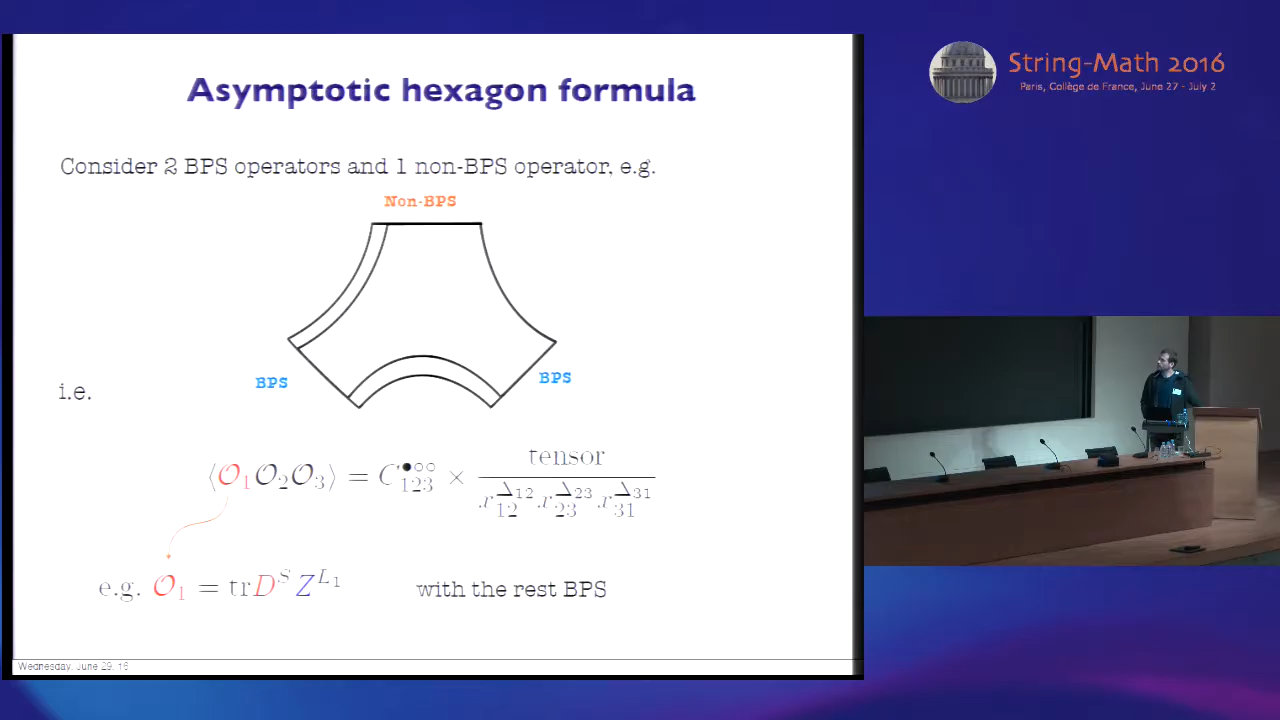 Asymptotic hexagon formula
Consider 2 BPS operators and 1 non-BPS operator, e.g.
Non-BPS
BPS
BPS
i.e.
⟨𝒪₁𝒪₂𝒪₃⟩ = C₁₂₃^{•◦◦} × tensor / (x₁₂^{Δ₁₂} x₂₃^{Δ₂₃} x₃₁^{Δ₃₁})
e.g. 𝒪₁ = trD^S Z^{L₁} with the rest BPS
Wednesday, June 29, 16
String-Math 2016
Paris, Collège de France, June 27 - July 2